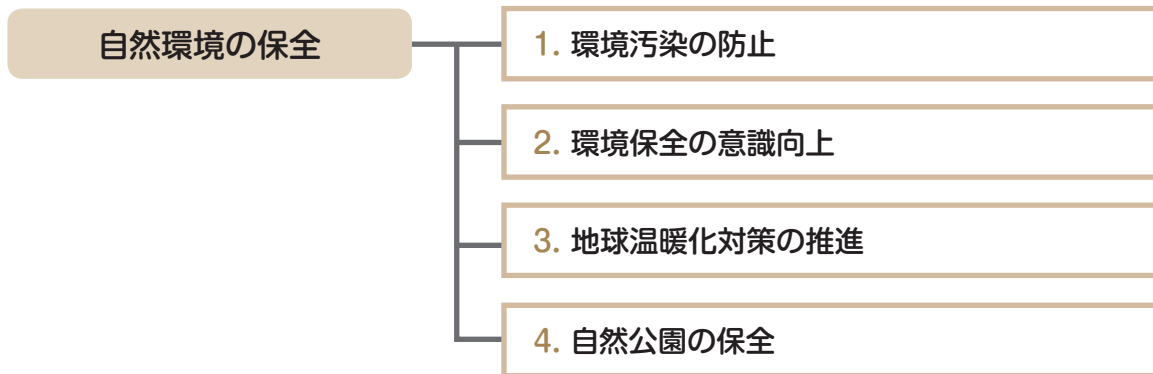 自然環境の保全
1. 環境汚染の防止
2. 環境保全の意識向上
3. 地球温暖化対策の推進
4. 自然公園の保全